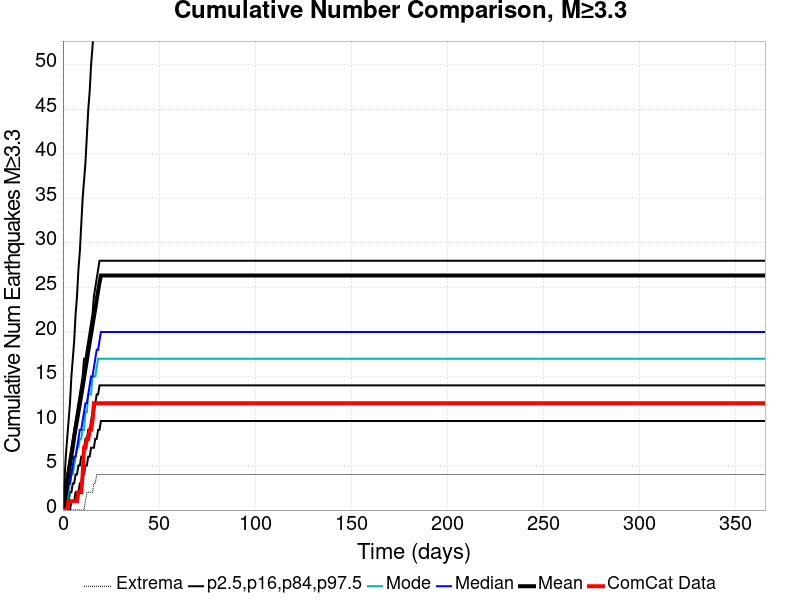 Cumulative Number Comparison, M≥3.3
Cumulative Num Earthquakes M≥3.3
50
45
40
35
30
25
20
15
10
5
0
0 50 100 150 200 250 300 350
Time (days)
Extrema p2.5,p16,p84,p97.5 Mode Median Mean ComCat Data